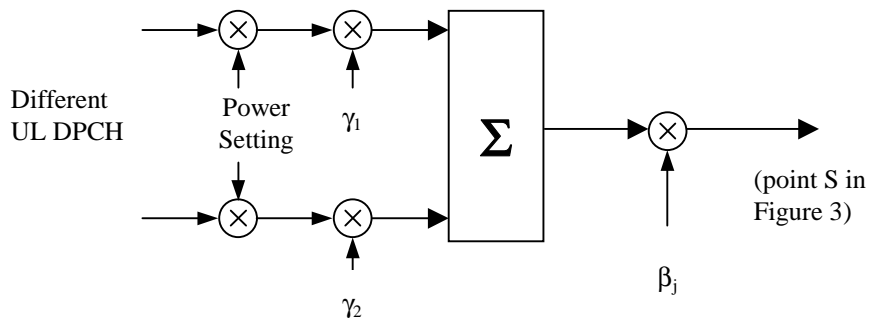 Different
UL DPCH
Power
Setting
γ1
Σ
γ2
βj
(point S in
Figure 3)